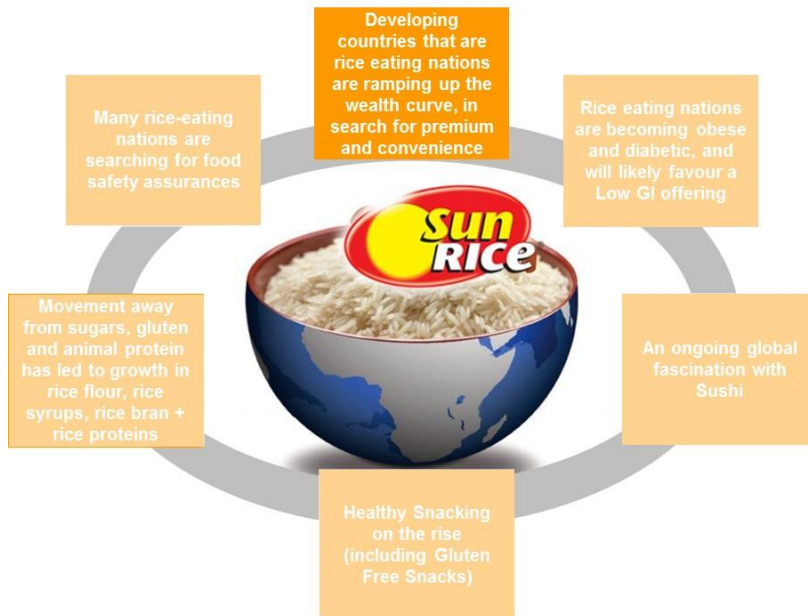 Developing
countries that are
rice eating nations
are ramping up the
wealth curve, in
search for premium
and convenience
Many rice-eating
nations are
searching for food
safety assurances
Rice eating nations
are becoming obese
and diabetic, and
will likely favour a
Low GI offering
Sun
RICE
Movement away
from sugars, gluten
and animal protein
has led to growth in
rice flour, rice
syrups, rice bran +
rice proteins
An ongoing global
fascination with
Sushi
Healthy Snacking
on the rise
(including Gluten
Free Snacks)